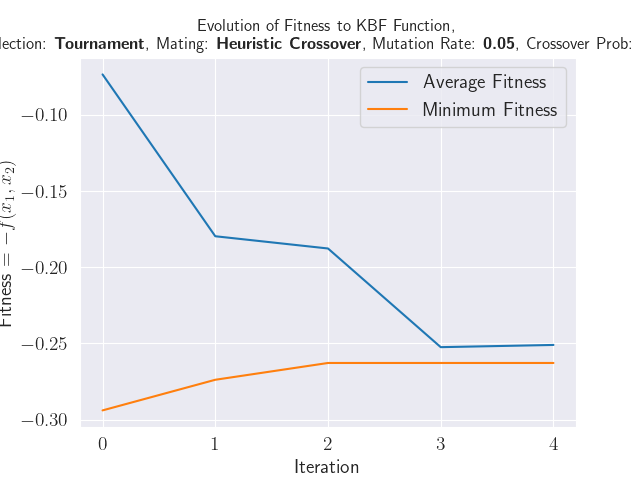 Evolution of Fitness to KBF Function,
lection: Tournament, Mating: Heuristic Crossover, Mutation Rate: 0.05, Crossover Prob:
Average Fitness
Minimum Fitness
−0.10
−0.15
−0.20
−0.25
−0.30
Fitness = −f(x₁, x₂)
0 1 2 3 4
Iteration